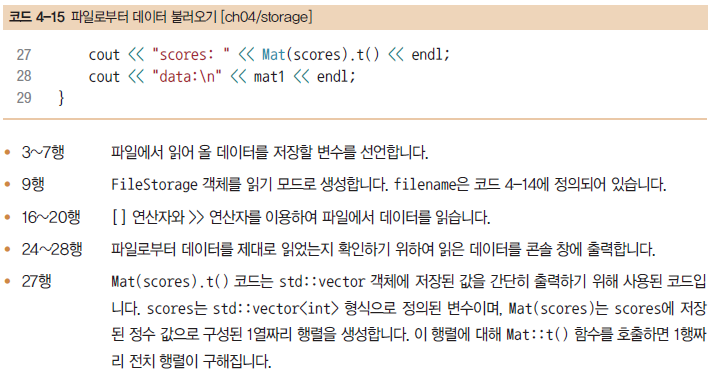 코드 4-15 파일로부터 데이터 불러오기 [ch04/storage]
27 cout << "scores: " << Mat(scores).t() << endl;
28 cout << "data:\n" << mat1 << endl;
29 }
• 3~7행 파일에서 읽어 올 데이터를 저장할 변수를 선언합니다.
• 9행 FileStorage 객체를 읽기 모드로 생성합니다. filename은 코드 4-14에 정의되어 있습니다.
• 16~20행 [] 연산자와 >> 연산자를 이용하여 파일에서 데이터를 읽습니다.
• 24~28행 파일로부터 데이터를 제대로 읽었는지 확인하기 위하여 읽은 데이터를 콘솔 창에 출력합니다.
• 27행 Mat(scores).t() 코드는 std::vector 객체에 저장된 값을 간단히 출력하기 위해 사용된 코드입
니다. scores는 std::vector<int> 형식으로 정의된 변수이며, Mat(scores)는 scores에 저장
된 정수 값으로 구성된 1열짜리 행렬을 생성합니다. 이 행렬에 대해 Mat::t() 함수를 호출하면 1행짜
리 전치 행렬이 구해집니다.